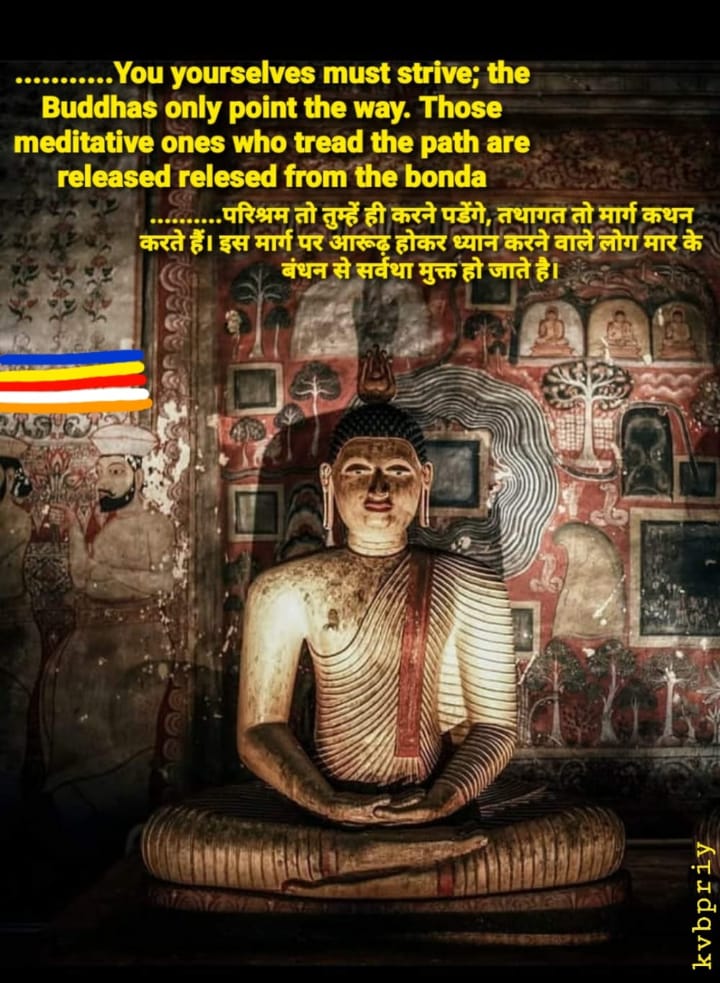 ...........You yourselves must strive; the
Buddhas only point the way. Those
meditative ones who tread the path are
released relesed from the bonda
..........परिश्रम तो तुम्हें ही करने पडेंगे, तथागत तो मार्ग कथन
करते हैं। इस मार्ग पर आरूढ़ होकर ध्यान करने वाले लोग मार के
बंधन से सर्वथा मुक्त हो जाते है।
kvbpriy